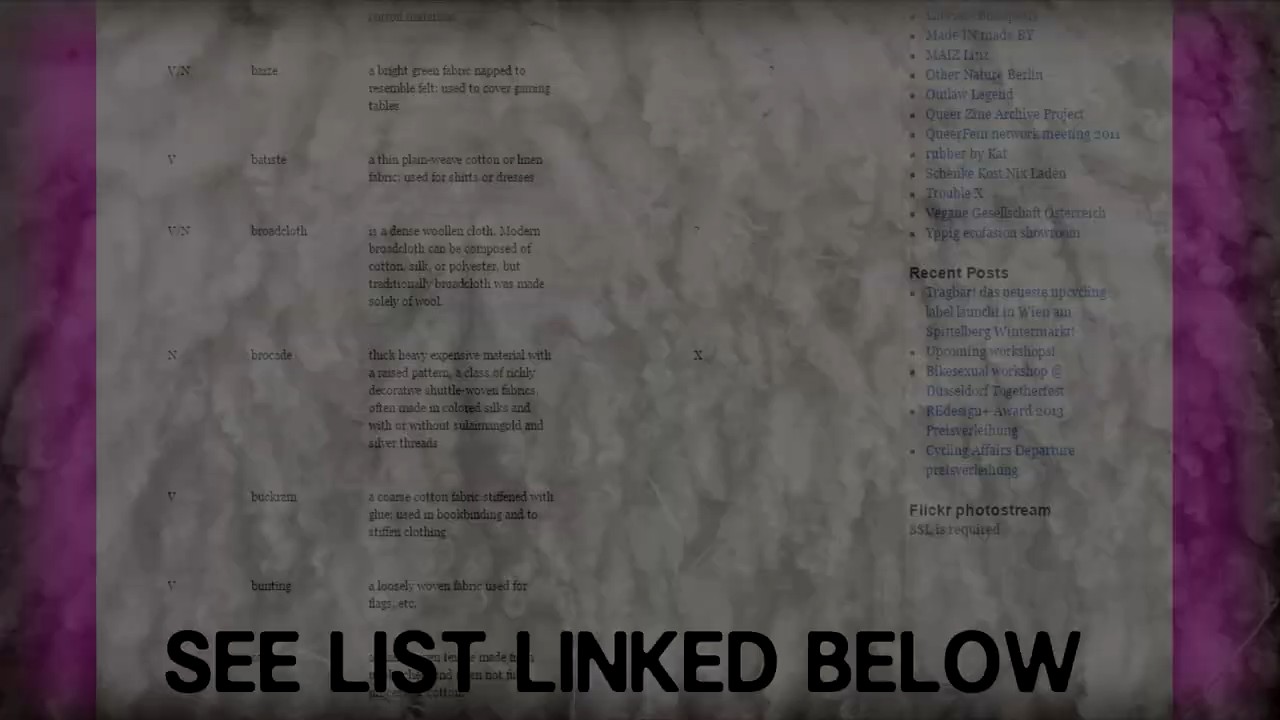 cotton material
V/N baize a bright green fabric napped to ?
resemble felt; used to cover gaming
tables
V batiste a thin plain-weave cotton or linen
fabric; used for shirts or dresses
V/N broadcloth is a dense woollen cloth. Modern ?
broadcloth can be composed of
cotton, silk, or polyester, but
traditionally broadcloth was made
solely of wool.
N brocade thick heavy expensive material with X
a raised pattern, a class of richly
decorative shuttle-woven fabrics,
often made in colored silks and
with or without sulaimangold and
silver threads
V buckram a coarse cotton fabric stiffened with
glue; used in bookbinding and to
stiffen clothing
V bunting a loosely woven fabric used for
flags, etc.
made
and not
cotton.
Made IN made BY
MAIZ Linz
Other Nature Berlin
Outlaw Legend
Queer Zine Archive Project
QueerFem network meeting 2011
rubber by Kat
Schenke Kost Nix Laden
Trouble X
Vegane Gesellschaft Österreich
Yppig ecofasion showroom
Recent Posts
Tragbar! das neueste upcycling
label launcht in Wien am
Spittelberg Wintermarkt!
Upcoming workshops!
Bikesexual workshop @
Düsseldorf Togetherfest
REdesign+ Award 2013
Preisverleihung
Cycling Affairs Departure
preisverleihung
Flickr photostream
SSL is required
SEE LIST LINKED BELOW